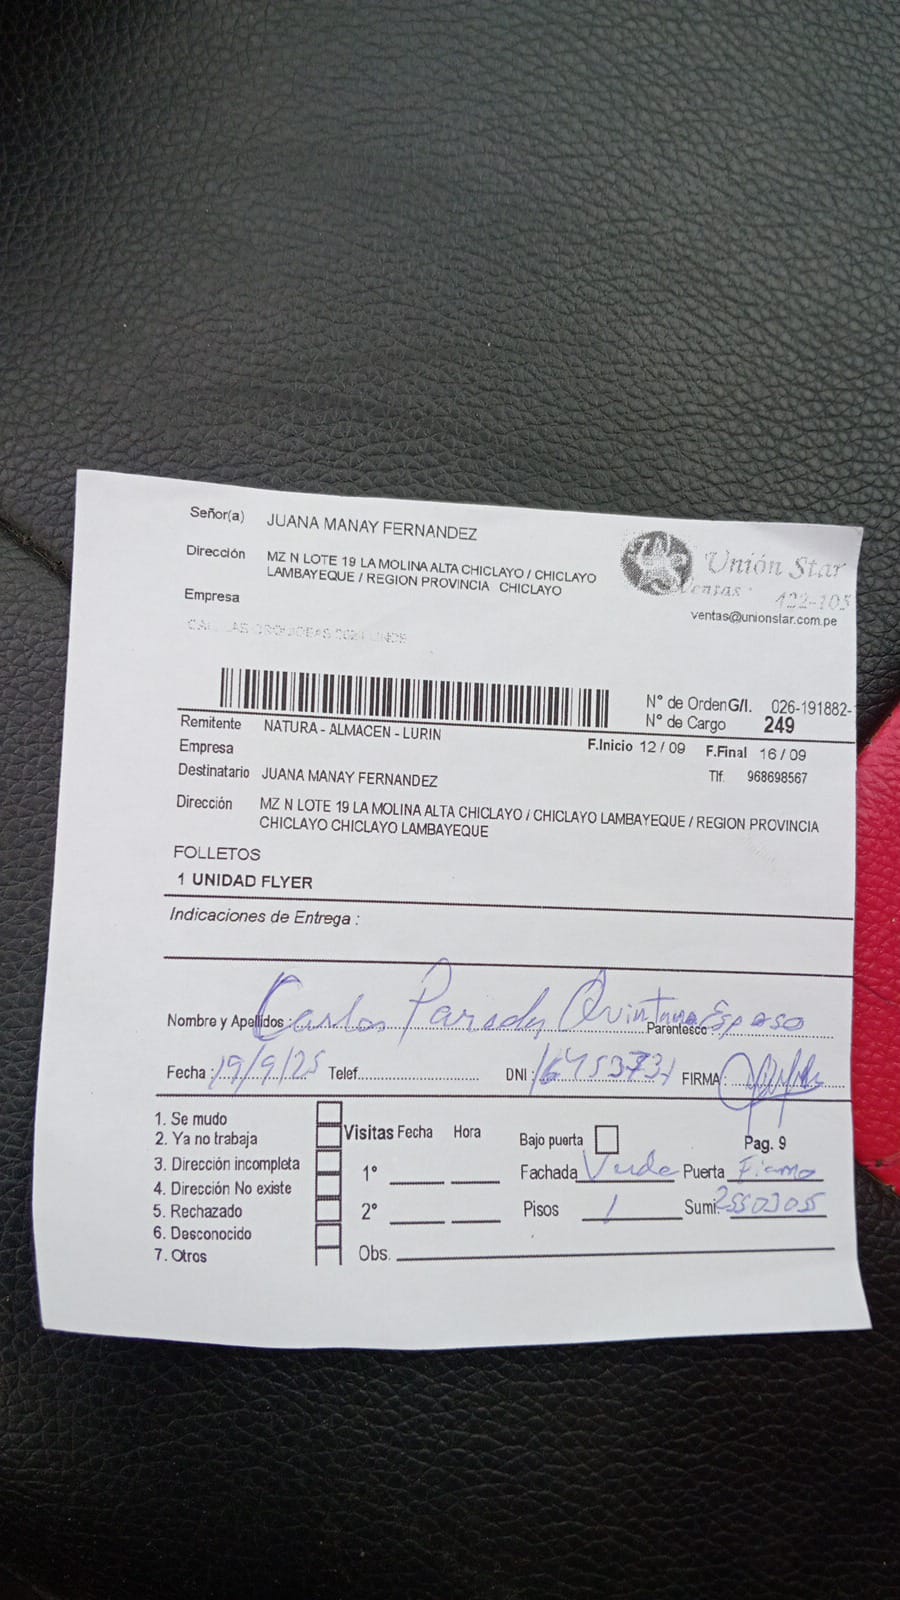 Señor(a) JUANA MANAY FERNANDEZ
Dirección MZ N LOTE 19 LA MOLINA ALTA CHICLAYO / CHICLAYO
LAMBAYEQUE / REGION PROVINCIA CHICLAYO
Empresa
Unión Star
Ventas: 422-105
ventas@unionstar.com.pe
N° de Orden G/I. 026-191882-
N° de Cargo 249
Remitente NATURA - ALMACEN - LURIN
Empresa
F.Inicio 12 / 09 F.Final 16 / 09
Destinatario JUANA MANAY FERNANDEZ
Tlf. 968698567
Dirección MZ N LOTE 19 LA MOLINA ALTA CHICLAYO / CHICLAYO LAMBAYEQUE / REGION PROVINCIA
CHICLAYO CHICLAYO LAMBAYEQUE
FOLLETOS
1 UNIDAD FLYER
Indicaciones de Entrega :
Nombre y Apellidos : Carlos Paredes Quintana Parentesco : Esposo
Fecha : 19/9/25 Telef. DNI : FIRMA :
1. Se mudo
2. Ya no trabaja
3. Dirección incompleta
4. Dirección No existe
5. Rechazado
6. Desconocido
7. Otros
Visitas Fecha Hora
1°
2°
Obs.
Bajo puerta Pag. 9
Fachada Verde Puerta Fierro
Pisos 1 Sumi. 25503055